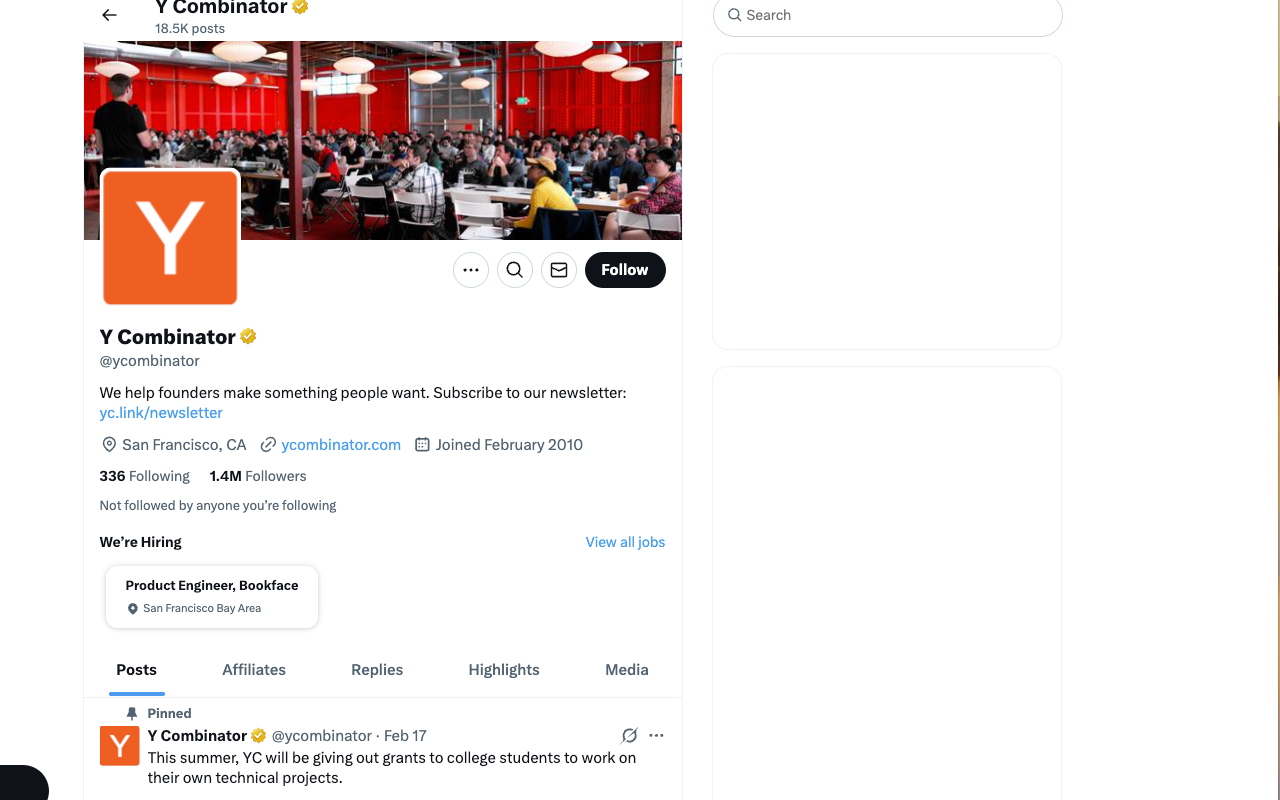 Y Combinator
18.5K posts
Search
Y
Follow
Y Combinator
@ycombinator
We help founders make something people want. Subscribe to our newsletter:
yc.link/newsletter
San Francisco, CA ycombinator.com Joined February 2010
336 Following 1.4M Followers
Not followed by anyone you’re following
We’re Hiring View all jobs
Product Engineer, Bookface
San Francisco Bay Area
Posts Affiliates Replies Highlights Media
Pinned
Y
Y Combinator @ycombinator · Feb 17
This summer, YC will be giving out grants to college students to work on
their own technical projects.